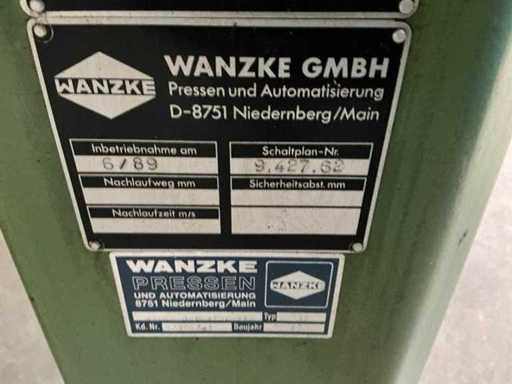 WANZKE
WANZKE GMBH
Pressen und Automatisierung
D-8751 Niedernberg/Main
Inbetriebnahme am
6/89
Schaltplan-Nr.
9.427.62
Nachlaufweg mm
Sicherheitsabst. mm
Nachlaufzeit m/s
WANZKE
PRESSEN
UND AUTOMATISIERUNG
8751 Niedernberg/Main
WANZKE
Typ
Kd. Nr.
Baujahr